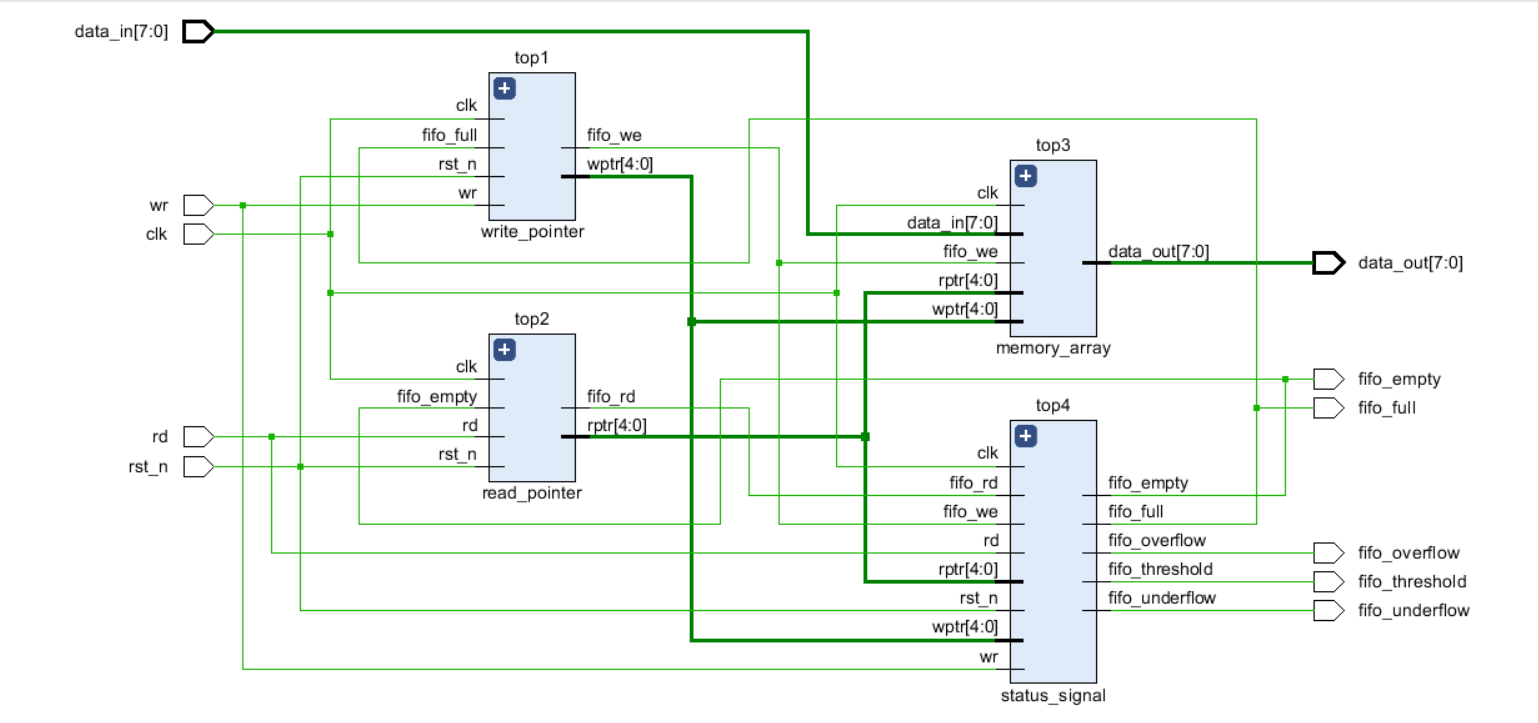 data_in[7:0]
wr
clk
rd
rst_n
top1
clk
fifo_full
rst_n
wr
fifo_we
wptr[4:0]
write_pointer
top2
clk
fifo_empty
rd
rst_n
fifo_rd
rptr[4:0]
read_pointer
top3
clk
data_in[7:0]
fifo_we
rptr[4:0]
wptr[4:0]
data_out[7:0]
memory_array
top4
clk
fifo_rd
fifo_we
rd
rptr[4:0]
rst_n
wptr[4:0]
wr
fifo_empty
fifo_full
fifo_overflow
fifo_threshold
fifo_underflow
status_signal
data_out[7:0]
fifo_empty
fifo_full
fifo_overflow
fifo_threshold
fifo_underflow